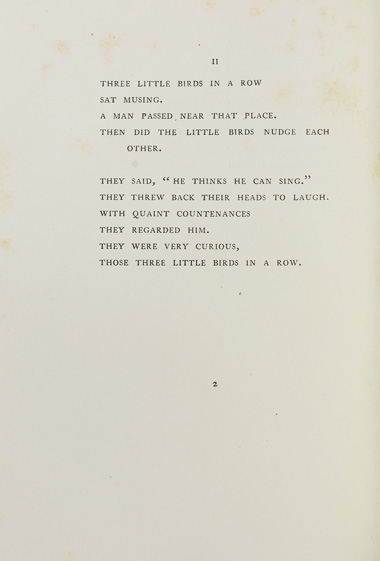 II
THREE LITTLE BIRDS IN A ROW
SAT MUSING.
A MAN PASSED NEAR THAT PLACE.
THEN DID THE LITTLE BIRDS NUDGE EACH
OTHER.
THEY SAID, “HE THINKS HE CAN SING.”
THEY THREW BACK THEIR HEADS TO LAUGH.
WITH QUAINT COUNTENANCES
THEY REGARDED HIM.
THEY WERE VERY CURIOUS,
THOSE THREE LITTLE BIRDS IN A ROW.
2